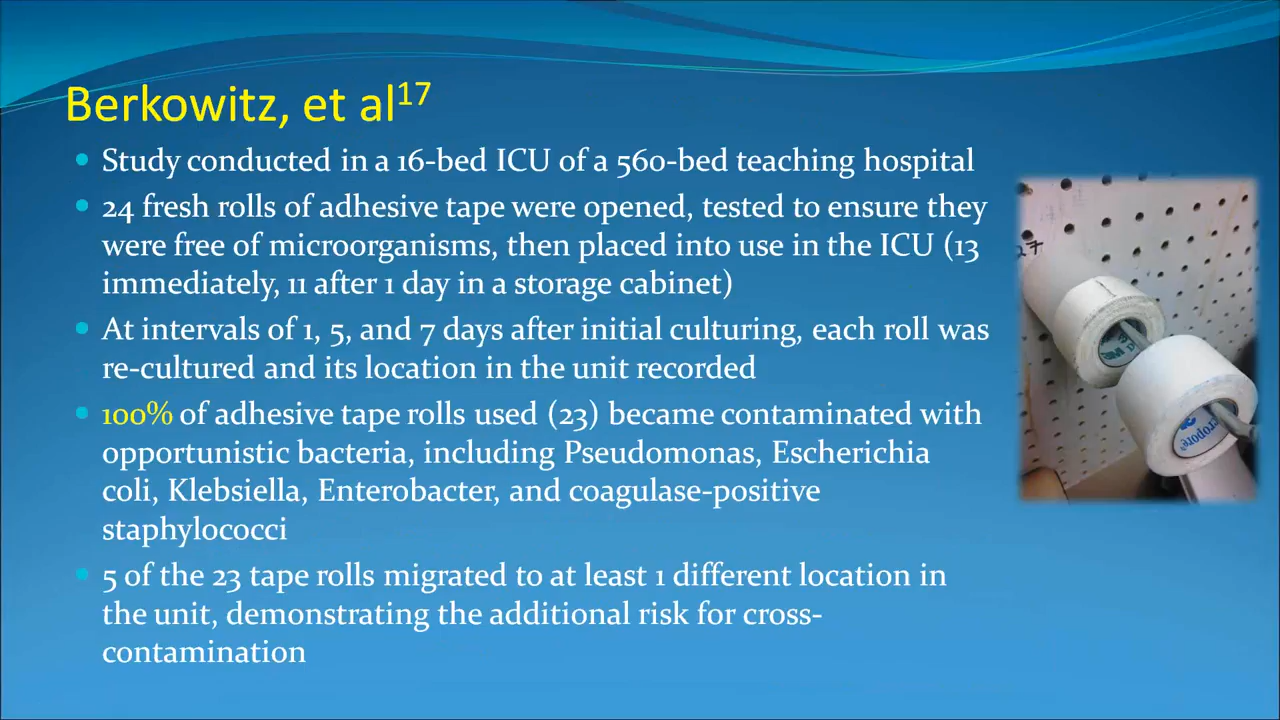 Berkowitz, et al17
• Study conducted in a 16-bed ICU of a 560-bed teaching hospital
• 24 fresh rolls of adhesive tape were opened, tested to ensure they
were free of microorganisms, then placed into use in the ICU (13
immediately, 11 after 1 day in a storage cabinet)
• At intervals of 1, 5, and 7 days after initial culturing, each roll was
re-cultured and its location in the unit recorded
• 100% of adhesive tape rolls used (23) became contaminated with
opportunistic bacteria, including Pseudomonas, Escherichia
coli, Klebsiella, Enterobacter, and coagulase-positive
staphylococci
• 5 of the 23 tape rolls migrated to at least 1 different location in
the unit, demonstrating the additional risk for cross-
contamination
27